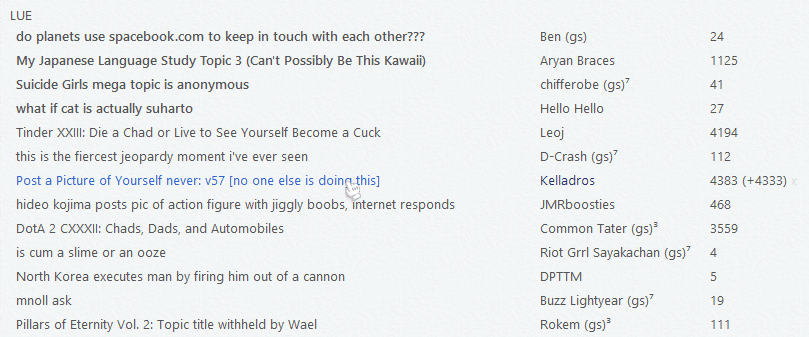 LUE
do planets use spacebook.com to keep in touch with each other??? Ben (gs) 24
My Japanese Language Study Topic 3 (Can't Possibly Be This Kawaii) Aryan Braces 1125
Suicide Girls mega topic is anonymous chifferobe (gs)⁷ 41
what if cat is actually suharto Hello Hello 27
Tinder XXIII: Die a Chad or Live to See Yourself Become a Cuck Leoj 4194
this is the fiercest jeopardy moment i've ever seen D-Crash (gs)⁷ 112
Post a Picture of Yourself never: v57 [no one else is doing this] Kelladros 4383 (+4333) x
hideo kojima posts pic of action figure with jiggly boobs, internet responds JMRboosties 468
DotA 2 CXXXII: Chads, Dads, and Automobiles Common Tater (gs)³ 3559
is cum a slime or an ooze Riot Grrl Sayakachan (gs)⁷ 4
North Korea executes man by firing him out of a cannon DPTTM 5
mnoll ask Buzz Lightyear (gs)⁷ 19
Pillars of Eternity Vol. 2: Topic title withheld by Wael Rokem (gs)³ 111